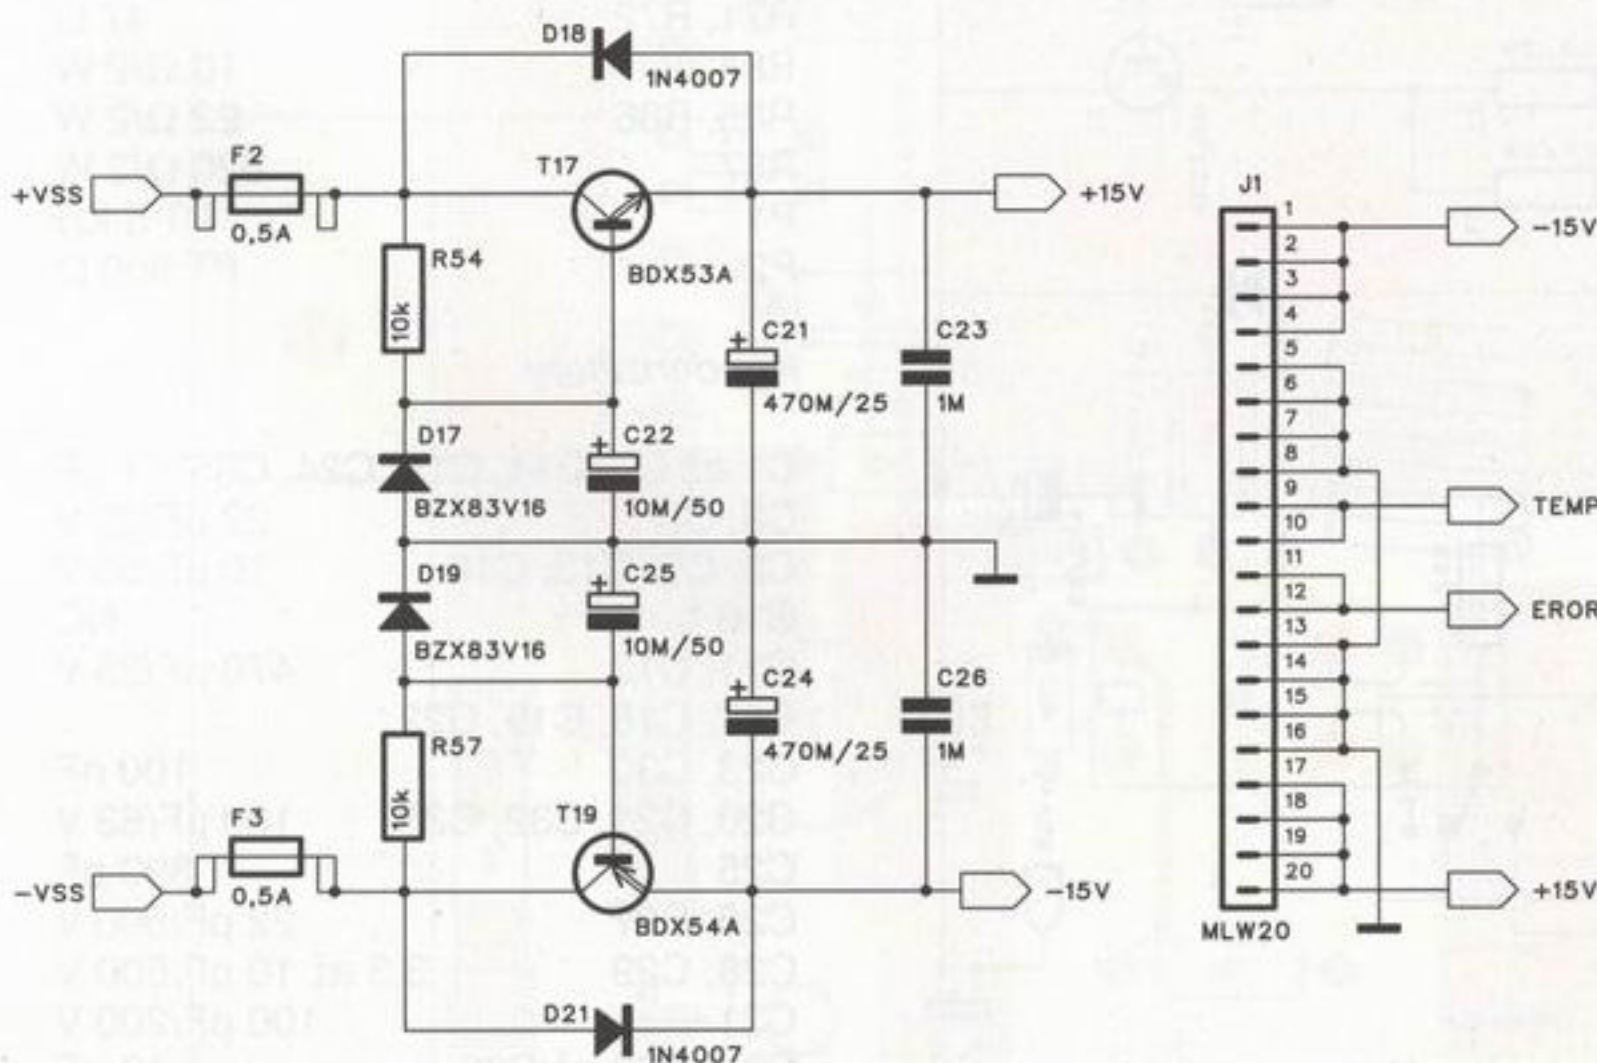 D18
1N4007
F2
T17
+VSS
+15V
0,5A
R54
BDX53A
10k
C21
C23
470M/25
1M
D17
C22
BZX83V16
10M/50
D19
C25
BZX83V16
10M/50
C24
C26
R57
470M/25
1M
10k
F3
T19
-VSS
-15V
0,5A
BDX54A
D21
1N4007
J1
1
-15V
2
3
4
5
6
7
8
9
TEMP
10
11
12
EROR
13
14
15
16
17
18
19
20
+15V
MLW20